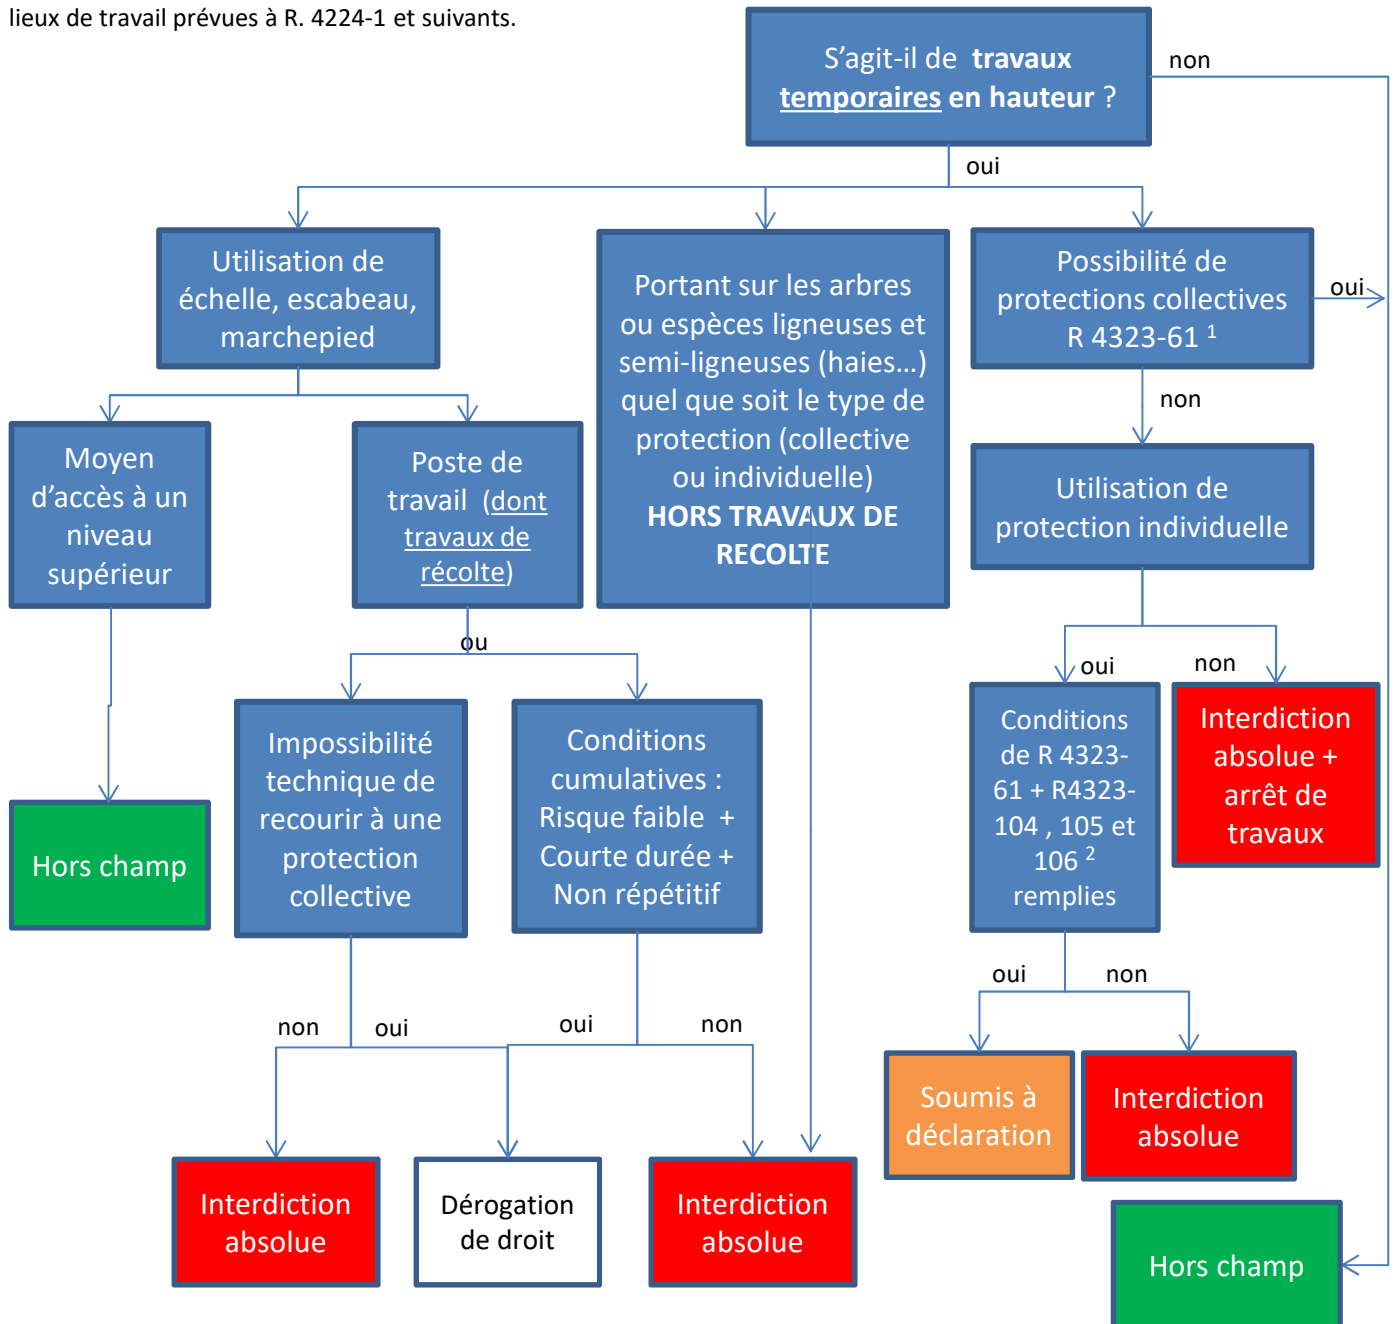 lieux de travail prévues à R. 4224-1 et suivants.
S’agit-il de travaux
temporaires en hauteur ?
non
oui
Utilisation de
échelle, escabeau,
marchepied
Portant sur les arbres
ou espèces ligneuses et
semi-ligneuses (haies…)
quel que soit le type de
protection (collective
ou individuelle)
HORS TRAVAUX DE
RECOLTE
Possibilité de
protections collectives
R 4323-61 1
oui
non
Moyen
d’accès à un
niveau
supérieur
Poste de
travail (dont
travaux de
récolte)
Utilisation de
protection individuelle
ou
oui
non
Impossibilité
technique de
recourir à une
protection
collective
Conditions
cumulatives :
Risque faible +
Courte durée +
Non répétitif
Conditions
de R 4323-
61 + R4323-
104 , 105 et
106 2
remplies
Interdiction
absolue +
arrêt de
travaux
Hors champ
non
oui
oui
non
oui
non
Soumis à
déclaration
Interdiction
absolue
Interdiction
absolue
Dérogation
de droit
Interdiction
absolue
Hors champ